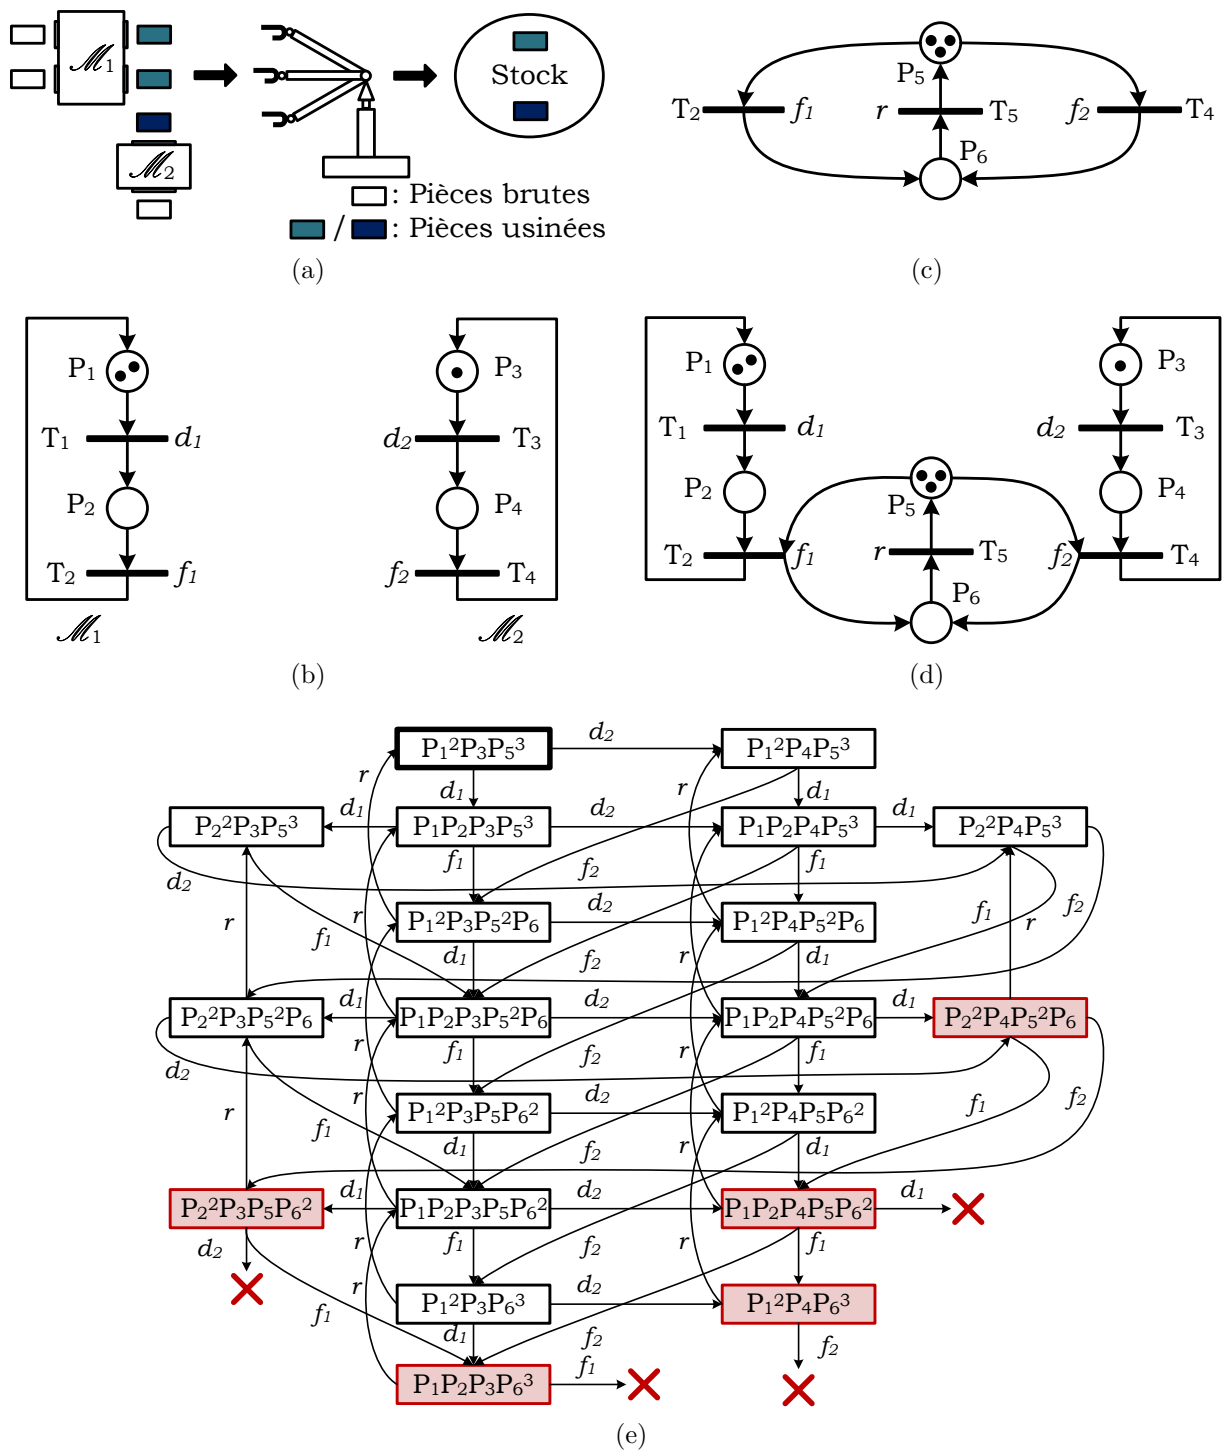 ℳ₁
ℳ₂
Stock
: Pièces brutes
/ : Pièces usinées
(a)
P₅
T₂ f₁ r T₅ f₂ T₄
P₆
(c)
P₁
T₁ d₁
P₂
T₂ f₁
ℳ₁
P₃
d₂ T₃
P₄
f₂ T₄
ℳ₂
(b)
P₁ P₃
T₁ d₁ d₂ T₃
P₂ P₄
P₅
T₂ f₁ r T₅ f₂ T₄
P₆
(d)
P₁²P₃P₅³ d₂ P₁²P₄P₅³
r d₁ r d₁
P₂²P₃P₅³ d₁ P₁P₂P₃P₅³ d₂ P₁P₂P₄P₅³ d₁ P₂²P₄P₅³
d₂ f₁ f₂ f₁
r f₁ r P₁²P₃P₅²P₆ d₂ P₁²P₄P₅²P₆ f₁ r f₂
d₁ f₂ r d₁
P₂²P₃P₅²P₆ d₁ P₁P₂P₃P₅²P₆ d₂ P₁P₂P₄P₅²P₆ d₁ P₂²P₄P₅²P₆
d₂ f₁ f₂ r f₁
r f₁ r P₁²P₃P₅P₆² d₂ P₁²P₄P₅P₆² f₁ f₂
d₁ f₂ r d₁
P₂²P₃P₅P₆² d₁ P₁P₂P₃P₅P₆² d₂ P₁P₂P₄P₅P₆² d₁
d₂ r f₁ f₂ r f₁
f₁ r P₁²P₃P₆³ d₂ P₁²P₄P₆³
d₁ f₂ f₂
P₁P₂P₃P₆³ f₁
(e)